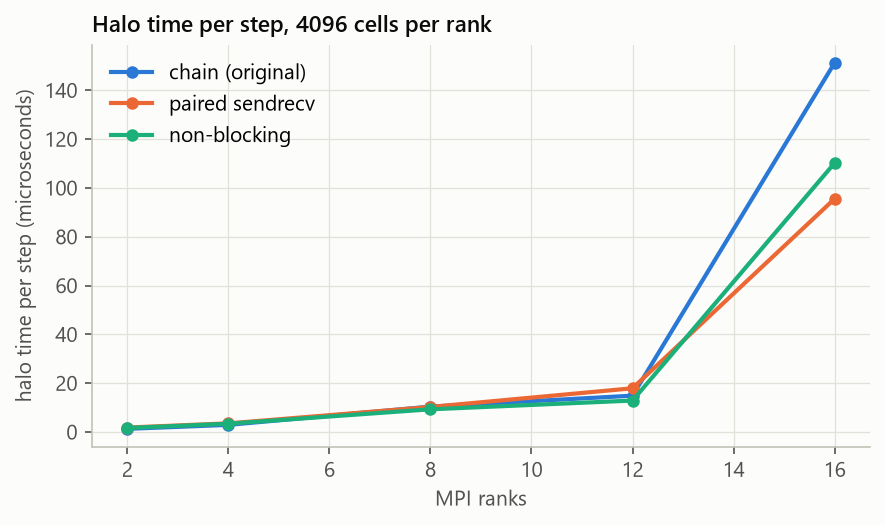 Halo time per step, 4096 cells per rank
chain (original)
paired sendrecv
non-blocking
halo time per step (microseconds)
140
120
100
80
60
40
20
0
2 4 6 8 10 12 14 16
MPI ranks